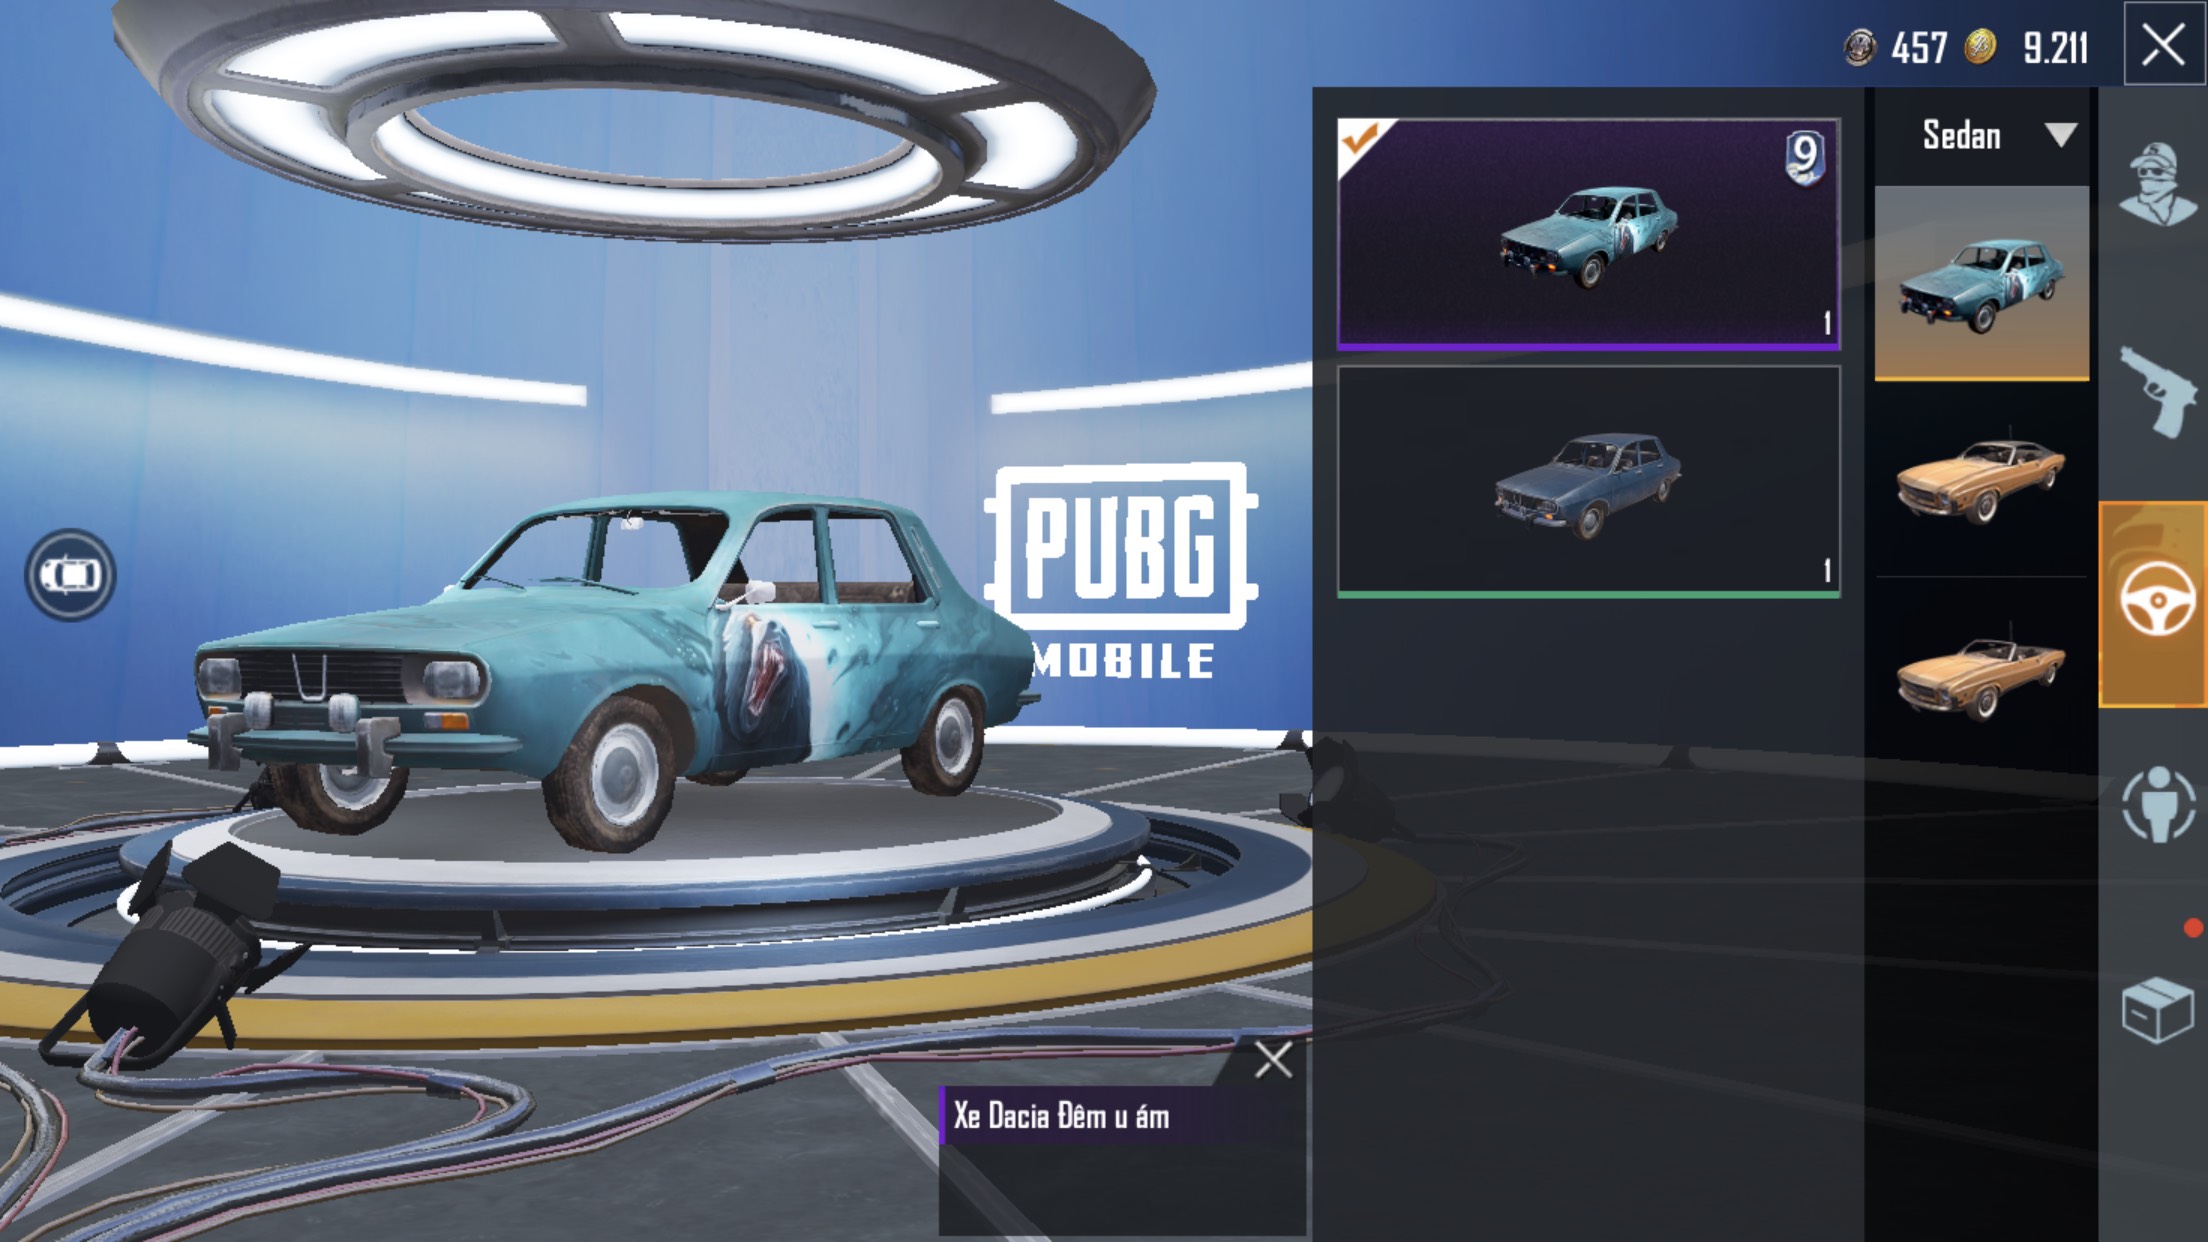 457 9.211
Sedan
9
1
1
PUBG
MOBILE
Xe Dacia Đêm u ám